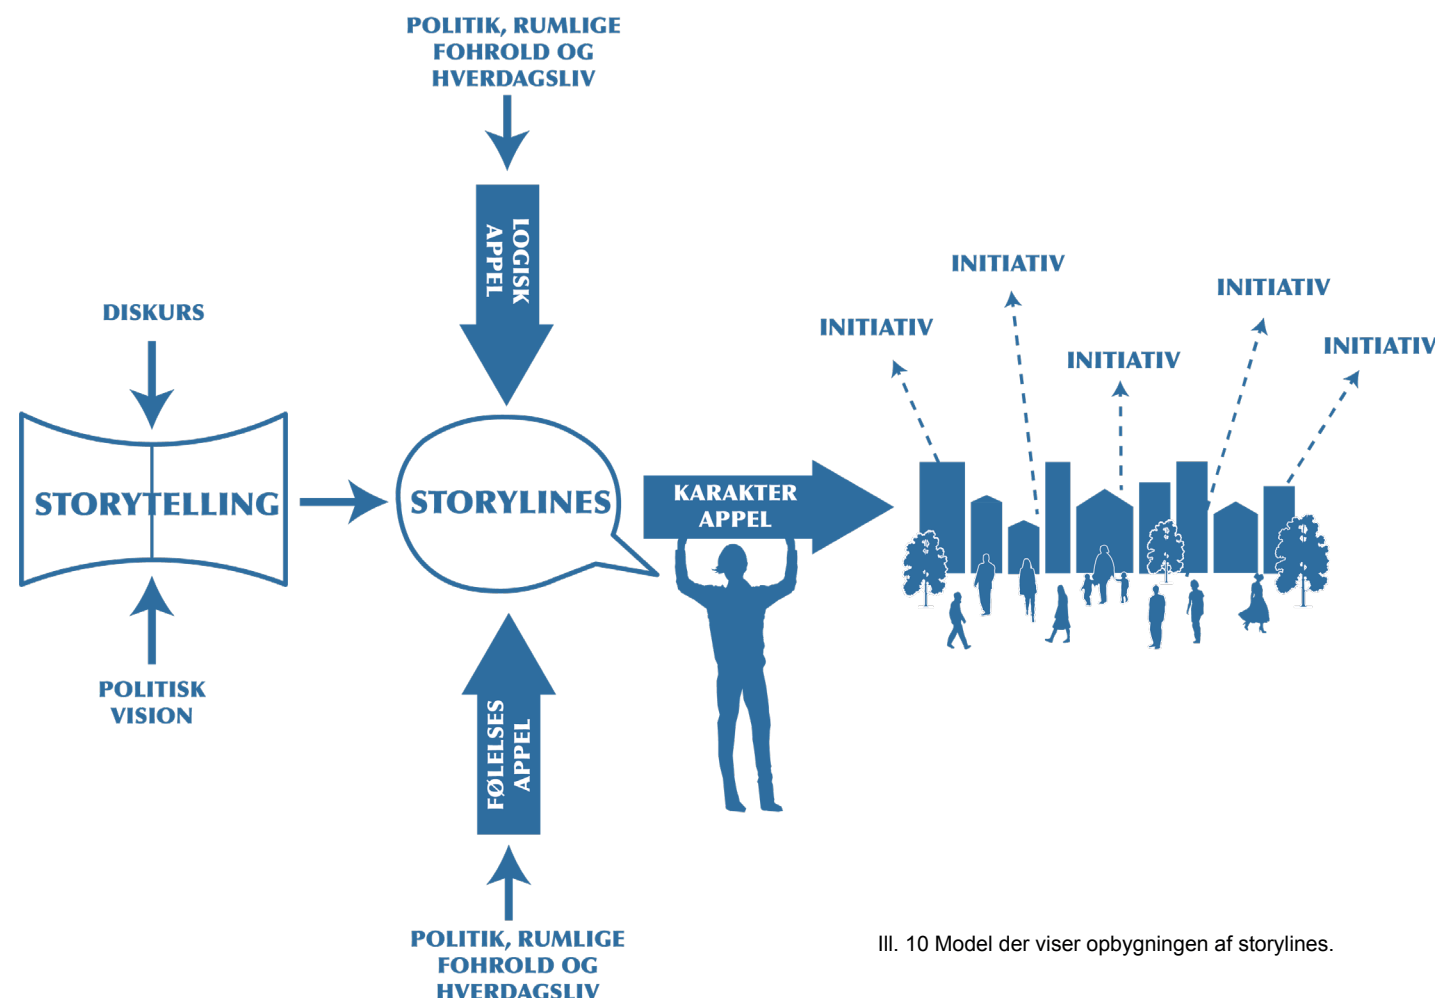 POLITIK, RUMLIGE
FOHROLD OG
HVERDAGSLIV
LOGISK
APPEL
DISKURS
STORYTELLING
POLITISK
VISION
STORYLINES
KARAKTER
APPEL
INITIATIV
INITIATIV
INITIATIV
INITIATIV
INITIATIV
FØLELSES
APPEL
POLITIK, RUMLIGE
FOHROLD OG
HVERDAGSLIV
Ill. 10 Model der viser opbygningen af storylines.